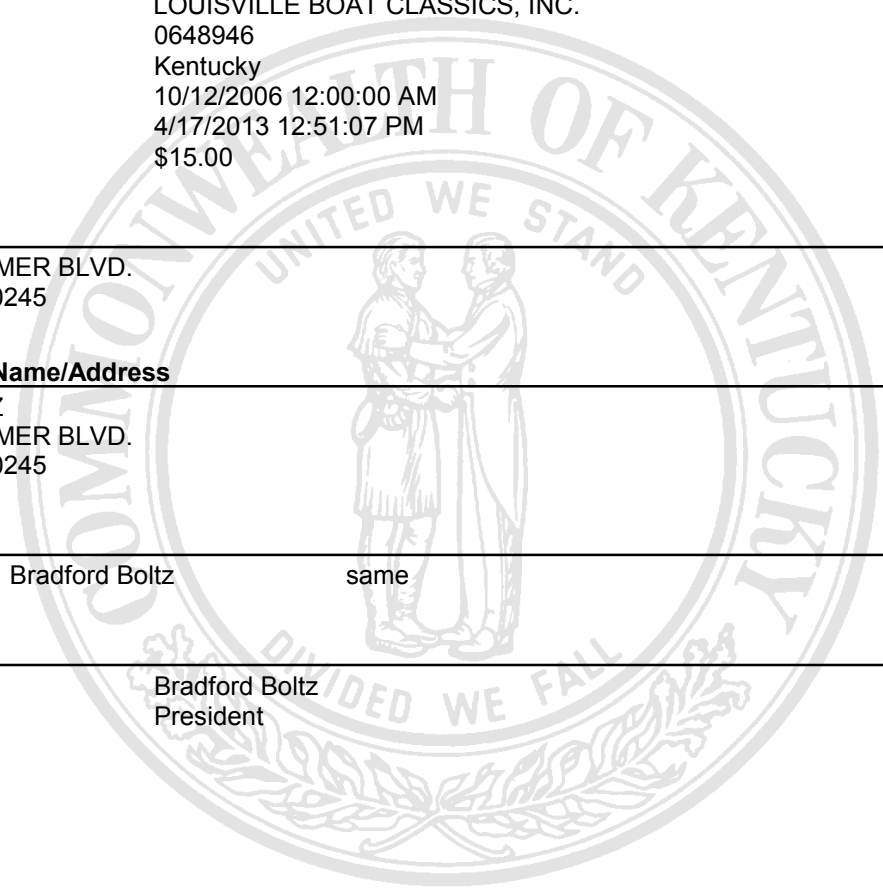 LOUISVILLE BOAT CLASSICS, INC.
0648946
Kentucky
10/12/2006 12:00:00 AM
4/17/2013 12:51:07 PM
$15.00
MER BLVD.
0245
Name/Address
Z
MER BLVD.
0245
Bradford Boltz same
Bradford Boltz
President
COMMONWEALTH OF KENTUCKY
UNITED WE STAND
DIVIDED WE FALL